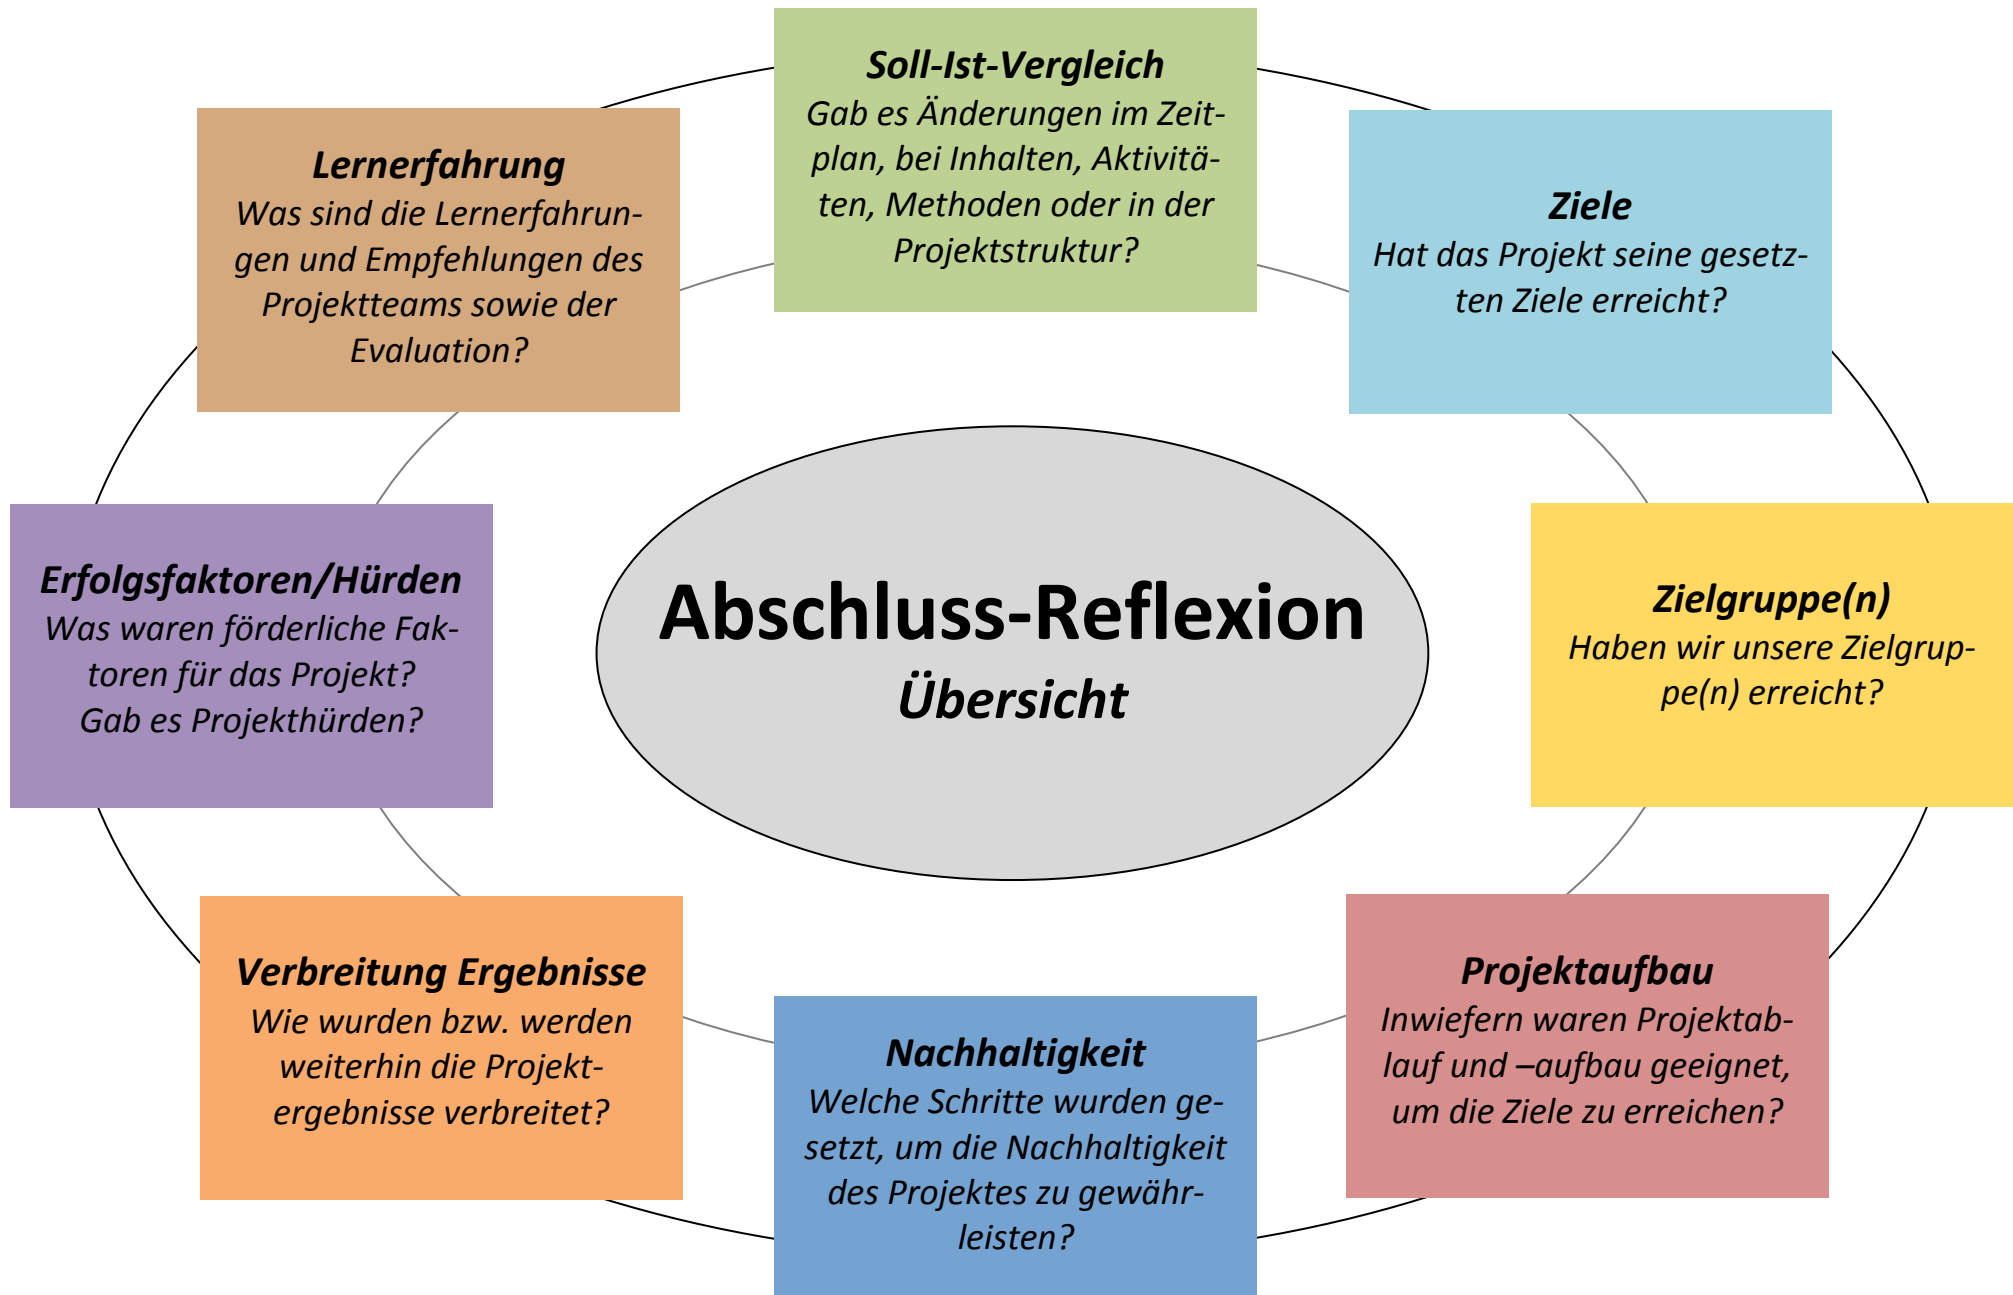 Soll-Ist-Vergleich
Gab es Änderungen im Zeit-
plan, bei Inhalten, Aktivitä-
ten, Methoden oder in der
Projektstruktur?
Ziele
Hat das Projekt seine gesetz-
ten Ziele erreicht?
Zielgruppe(n)
Haben wir unsere Zielgrup-
pe(n) erreicht?
Projektaufbau
Inwiefern waren Projektab-
lauf und –aufbau geeignet,
um die Ziele zu erreichen?
Nachhaltigkeit
Welche Schritte wurden ge-
setzt, um die Nachhaltigkeit
des Projektes zu gewähr-
leisten?
Verbreitung Ergebnisse
Wie wurden bzw. werden
weiterhin die Projekt-
ergebnisse verbreitet?
Erfolgsfaktoren/Hürden
Was waren förderliche Fak-
toren für das Projekt?
Gab es Projekthürden?
Lernerfahrung
Was sind die Lernerfahrun-
gen und Empfehlungen des
Projektteams sowie der
Evaluation?
Abschluss-Reflexion
Übersicht